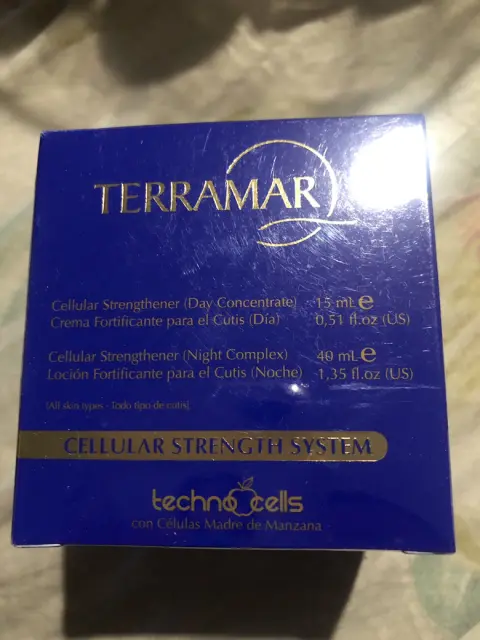 TERRAMAR
Cellular Strengthener (Day Concentrate) 15 mL e
Crema Fortificante para el Cutis (Día) 0,51 fl.oz (US)
Cellular Strengthener (Night Complex) 40 mL e
Loción Fortificante para el Cutis (Noche) 1,35 fl.oz (US)
(All skin types - Todo tipo de cutis)
CELLULAR STRENGTH SYSTEM
techno cells
con Células Madre de Manzana